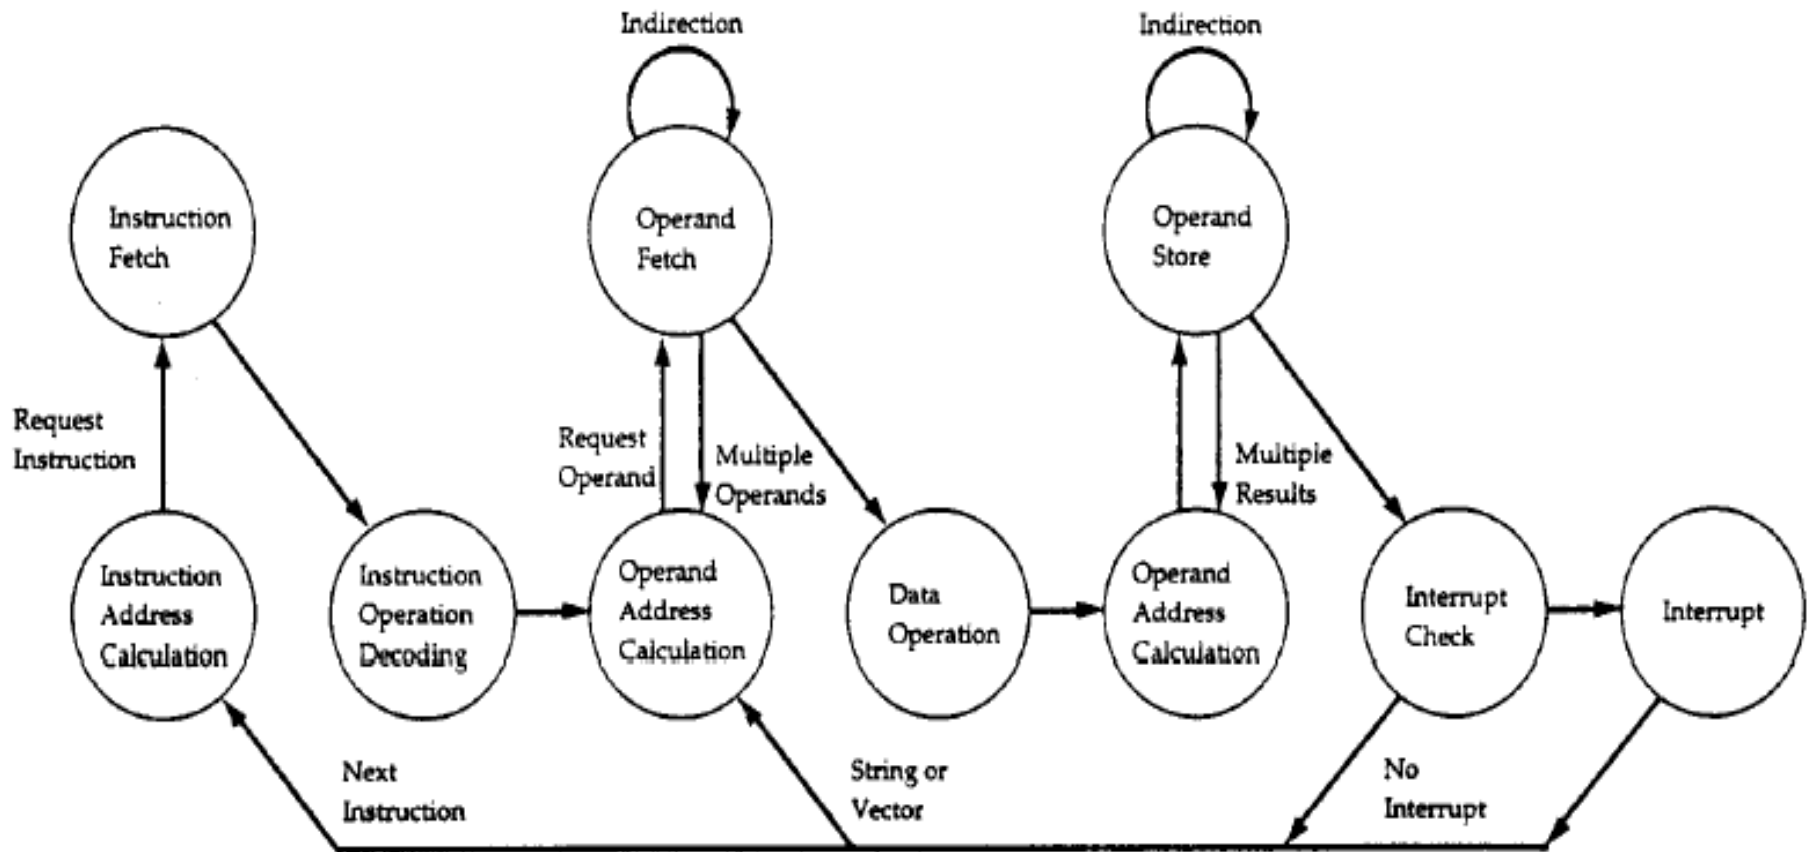 Indirection
Indirection
Instruction
Fetch
Operand
Fetch
Operand
Store
Request
Instruction
Request
Operand
Multiple
Operands
Multiple
Results
Instruction
Address
Calculation
Instruction
Operation
Decoding
Operand
Address
Calculation
Data
Operation
Operand
Address
Calculation
Interrupt
Check
Interrupt
Next
Instruction
String or
Vector
No
Interrupt